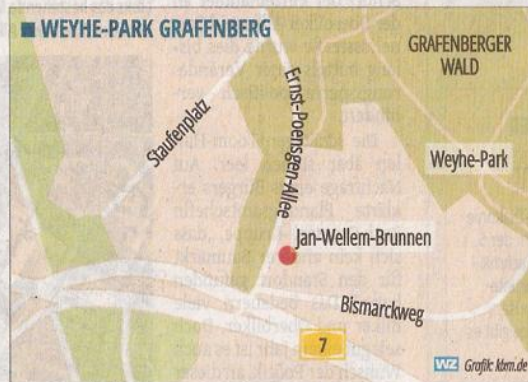 WEYHE-PARK GRAFENBERG
GRAFENBERGER
WALD
Staufenplatz
Ernst-Poensgen-Allee
Weyhe-Park
Jan-Wellem-Brunnen
Bismarckweg
7
WZ Grafik: kbm.de